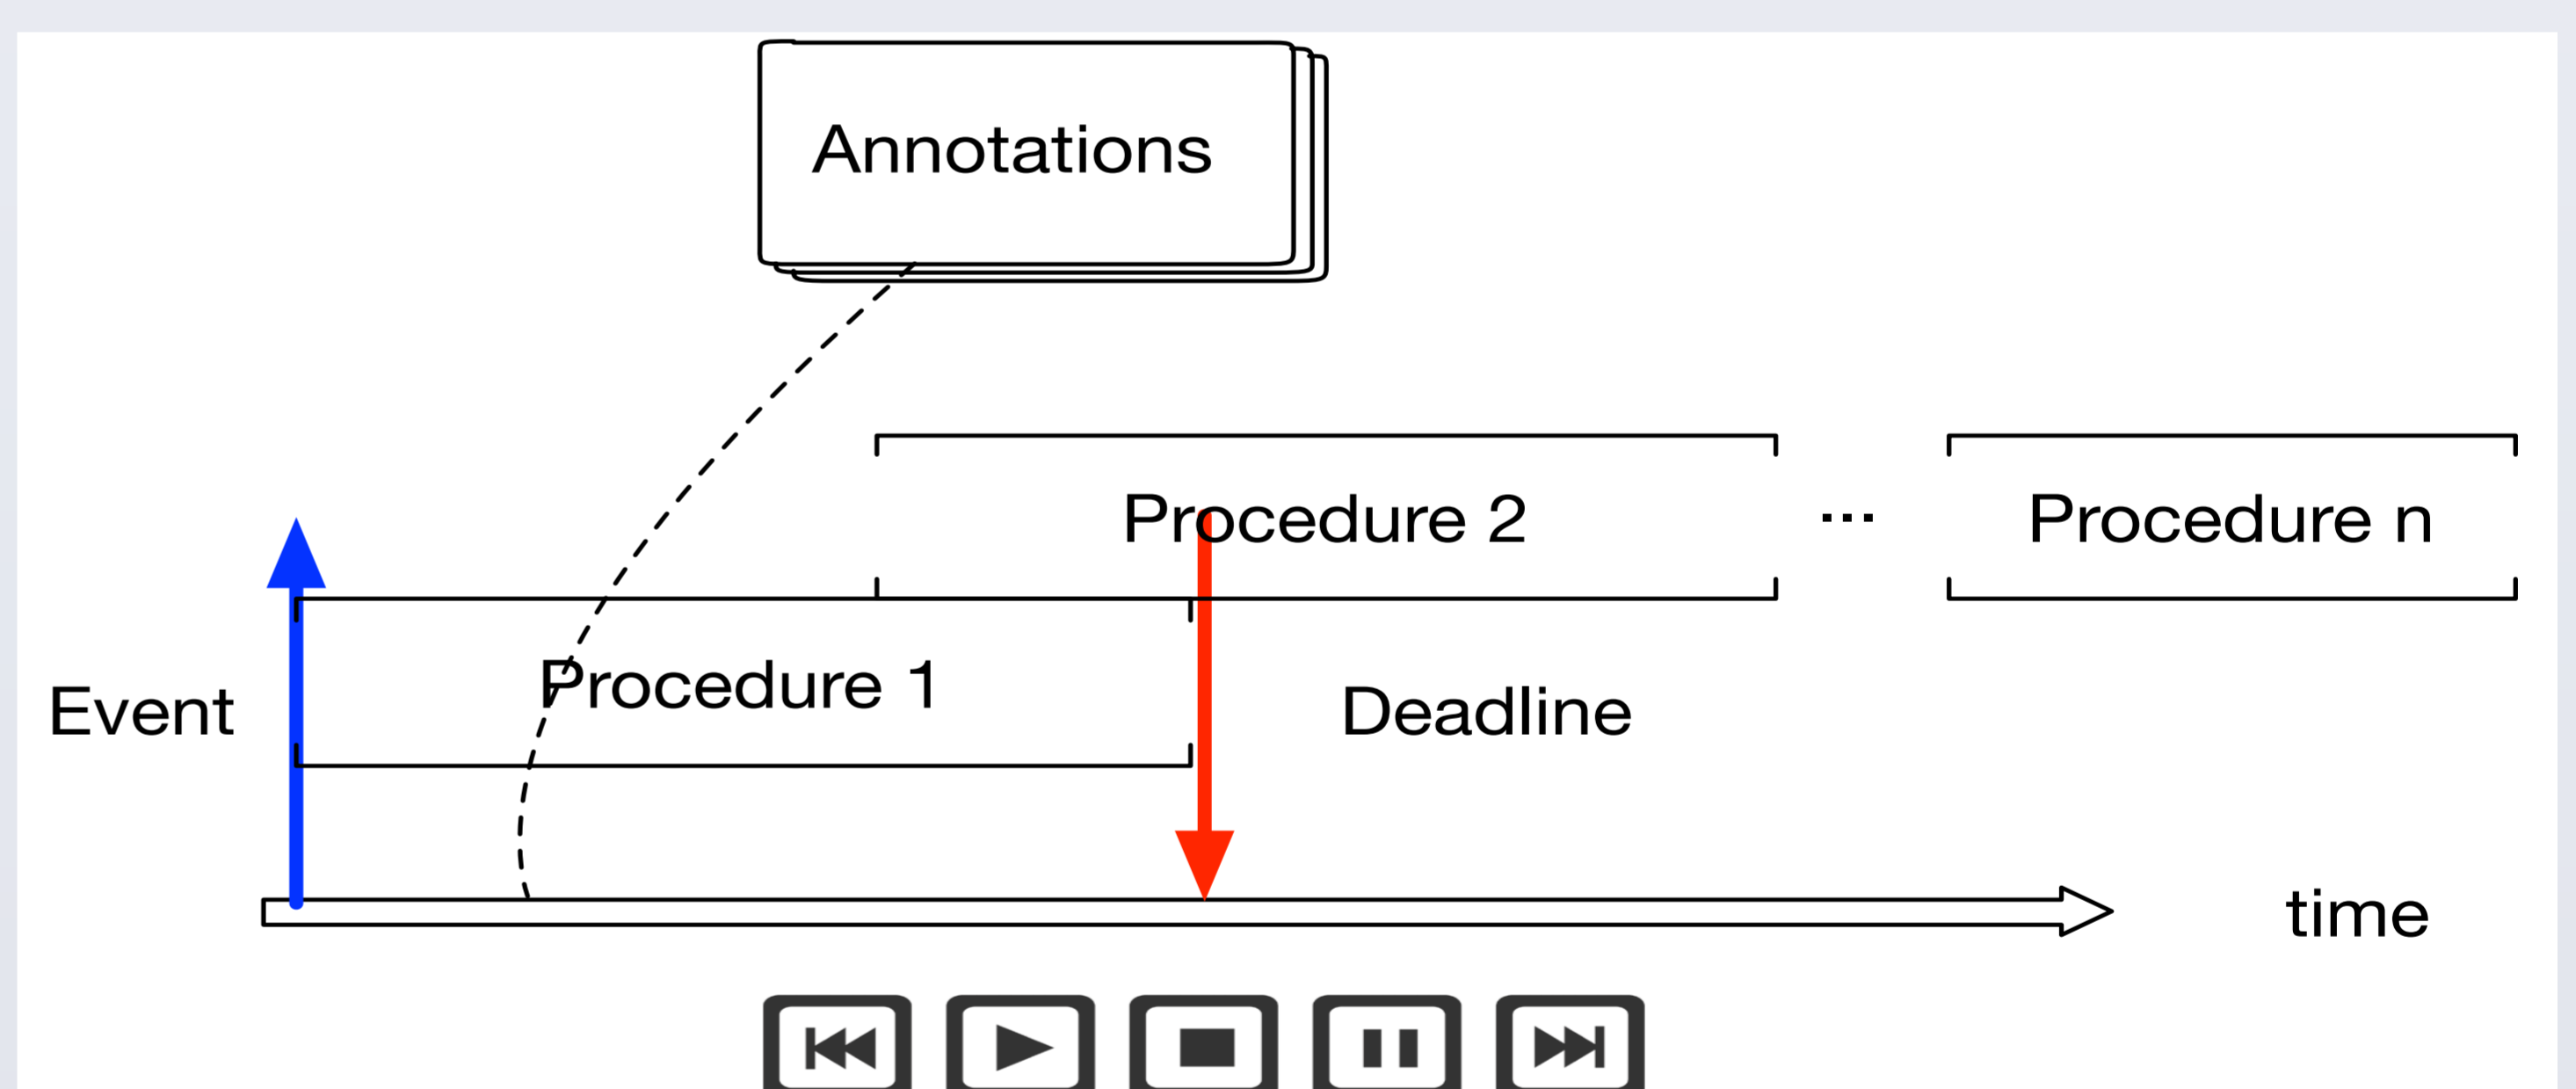 Annotations
Procedure 2 ... Procedure n
Procedure 1
Event
Deadline
time